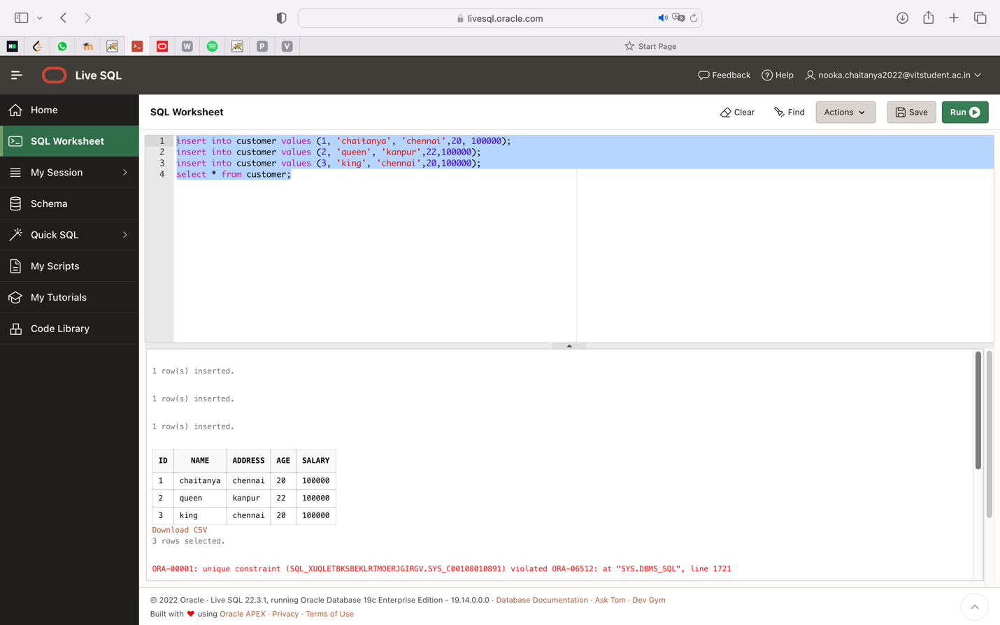 livesql.oracle.com
W
P
V
Start Page
Live SQL
Feedback
Help
nooka.chaitanya2022@vitstudent.ac.in
Home
SQL Worksheet
My Session
Schema
Quick SQL
My Scripts
My Tutorials
Code Library
SQL Worksheet
Clear
Find
Actions
Save
Run
1 insert into customer values (1, 'chaitanya', 'chennai',20, 100000);
2 insert into customer values (2, 'queen', 'kanpur',22,100000);
3 insert into customer values (3, 'king', 'chennai',20,100000);
4 select * from customer;
1 row(s) inserted.
1 row(s) inserted.
1 row(s) inserted.
ID NAME ADDRESS AGE SALARY
1 chaitanya chennai 20 100000
2 queen kanpur 22 100000
3 king chennai 20 100000
Download CSV
3 rows selected.
ORA-00001: unique constraint (SQL_XUQLETBKSBEKLRTMOERJGIRGV.SYS_C00108010891) violated ORA-06512: at "SYS.DBMS_SQL", line 1721
© 2022 Oracle · Live SQL 22.3.1, running Oracle Database 19c Enterprise Edition - 19.14.0.0.0 · Database Documentation · Ask Tom · Dev Gym
Built with ❤ using Oracle APEX · Privacy · Terms of Use